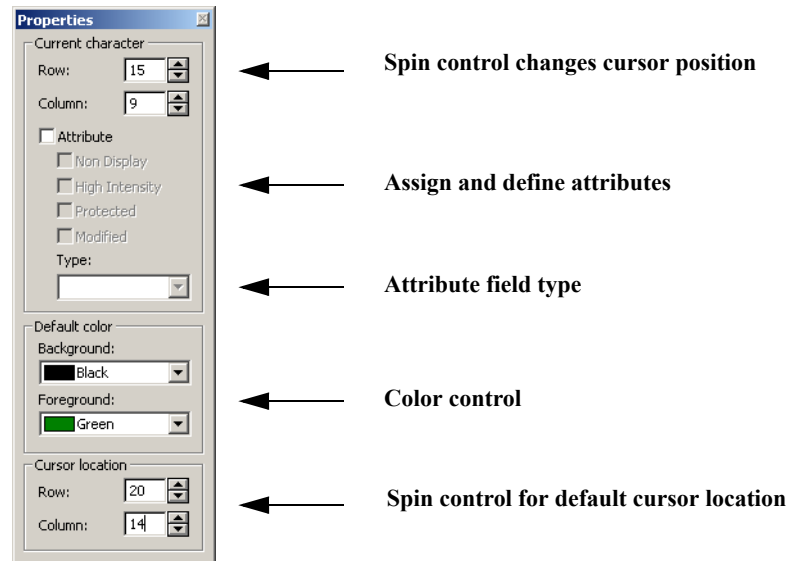 Properties
Current character
Row: 15
Spin control changes cursor position
Column: 9
Attribute
Non Display
High Intensity
Assign and define attributes
Protected
Modified
Type:
Attribute field type
Default color
Background:
Black
Foreground:
Color control
Green
Cursor location
Row: 20
Spin control for default cursor location
Column: 14